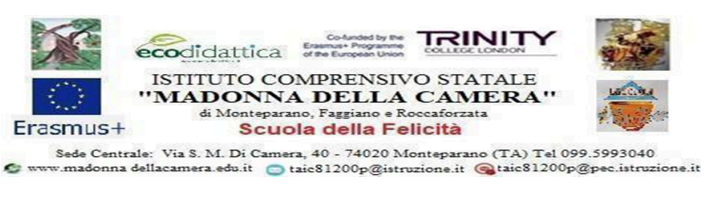 ecodidattica
Co-funded by the
Erasmus+ Programme
of the European Union
TRINITY
COLLEGE LONDON
ISTITUTO COMPRENSIVO STATALE
"MADONNA DELLA CAMERA"
di Monteparano, Faggiano e Roccaforzata
Erasmus+
Scuola della Felicità
Sede Centrale: Via S. M. Di Camera, 40 - 74020 Monteparano (TA) Tel 099.5993040
www.madonna dellacamera.edu.it taic81200p@istruzione.it taic81200p@pec.istruzione.it